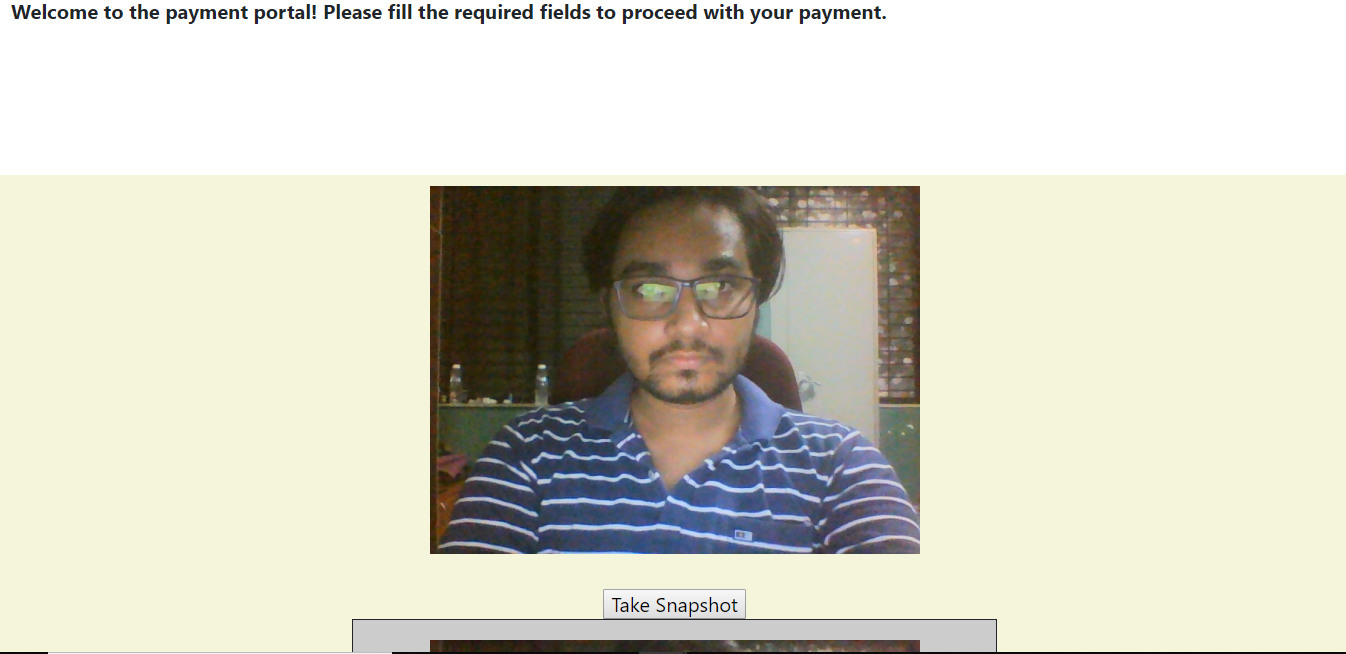 Welcome to the payment portal! Please fill the required fields to proceed with your payment.
Take Snapshot